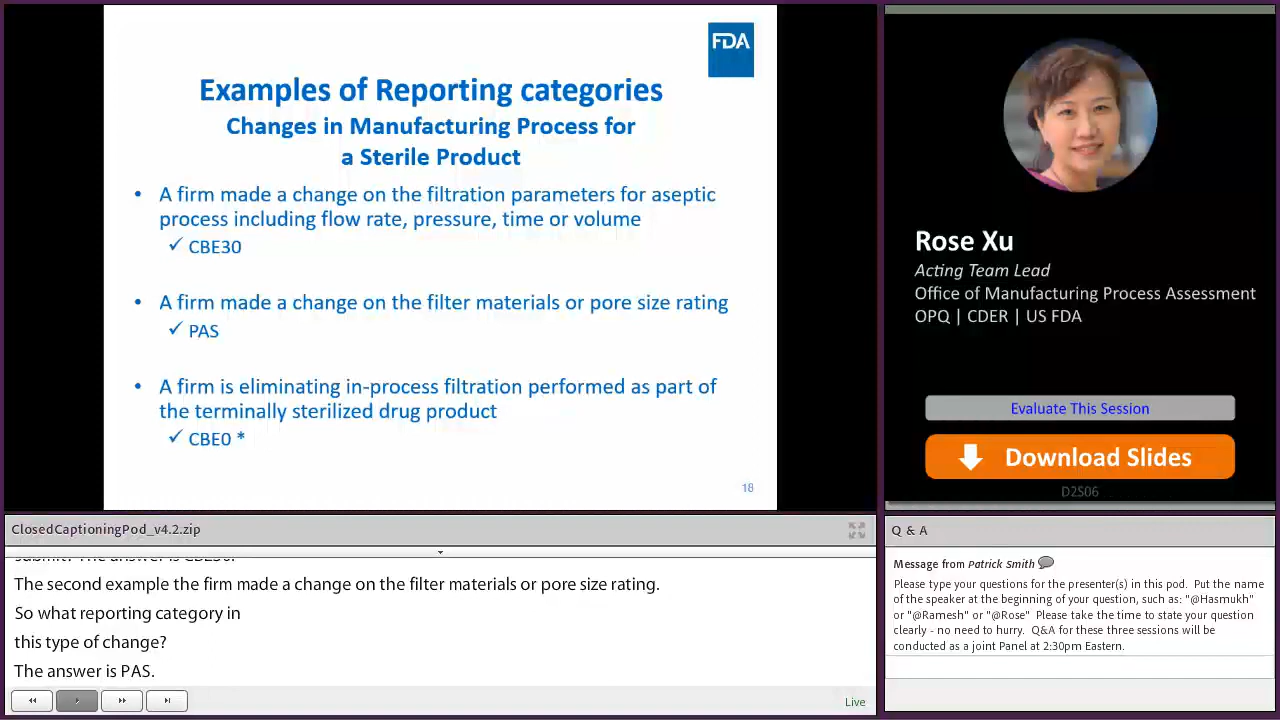 FDA
Examples of Reporting categories
Changes in Manufacturing Process for
a Sterile Product
• A firm made a change on the filtration parameters for aseptic
process including flow rate, pressure, time or volume
✓ CBE30
• A firm made a change on the filter materials or pore size rating
✓ PAS
• A firm is eliminating in-process filtration performed as part of
the terminally sterilized drug product
✓ CBE0 *
18
Rose Xu
Acting Team Lead
Office of Manufacturing Process Assessment
OPQ | CDER | US FDA
Evaluate This Session
Download Slides
D2S06
ClosedCaptioningPod_v4.2.zip
The second example the firm made a change on the filter materials or pore size rating.
So what reporting category in
this type of change?
The answer is PAS.
Live
Q & A
Message from Patrick Smith
Please type your questions for the presenter(s) in this pod. Put the name
of the speaker at the beginning of your question, such as: "@Hasmukh"
or "@Ramesh" or "@Rose" Please take the time to state your question
clearly - no need to hurry. Q&A for these three sessions will be
conducted as a joint Panel at 2:30pm Eastern.